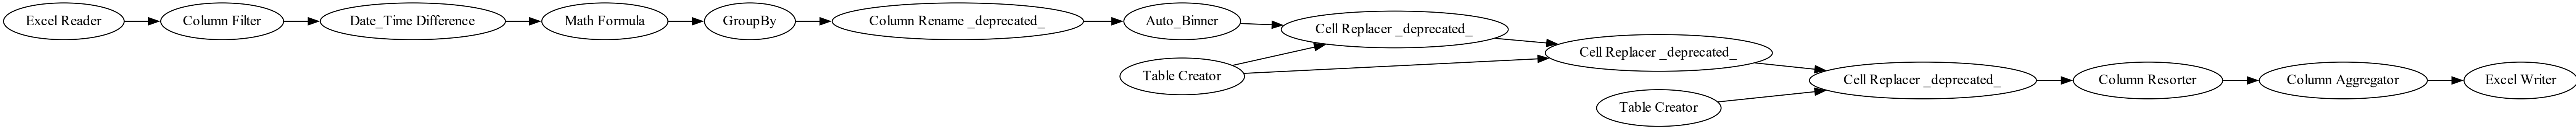 Excel Reader
Column Filter
Date_Time Difference
Math Formula
GroupBy
Column Rename _deprecated_
Auto_Binner
Cell Replacer _deprecated_
Table Creator
Cell Replacer _deprecated_
Cell Replacer _deprecated_
Table Creator
Column Resorter
Column Aggregator
Excel Writer